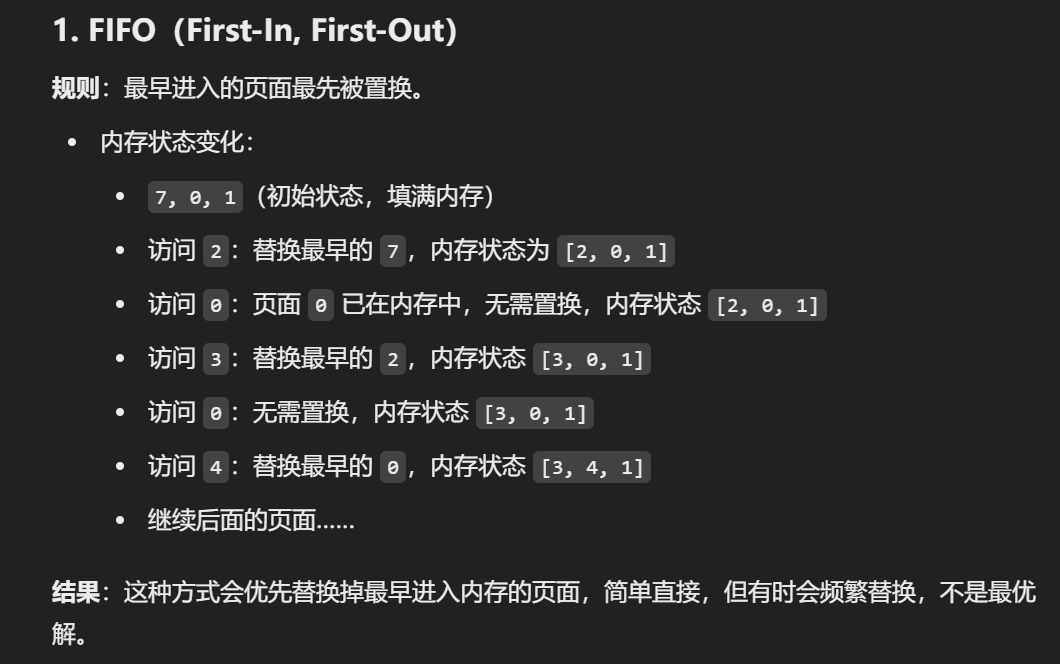 1. FIFO（First-In, First-Out）
规则：最早进入的页面最先被置换。
• 内存状态变化：
• 7, 0, 1（初始状态，填满内存）
• 访问 2：替换最早的 7，内存状态为 [2, 0, 1]
• 访问 0：页面 0 已在内存中，无需置换，内存状态 [2, 0, 1]
• 访问 3：替换最早的 2，内存状态 [3, 0, 1]
• 访问 0：无需置换，内存状态 [3, 0, 1]
• 访问 4：替换最早的 0，内存状态 [3, 4, 1]
• 继续后面的页面……
结果：这种方式会优先替换掉最早进入内存的页面，简单直接，但有时会频繁替换，不是最优
解。